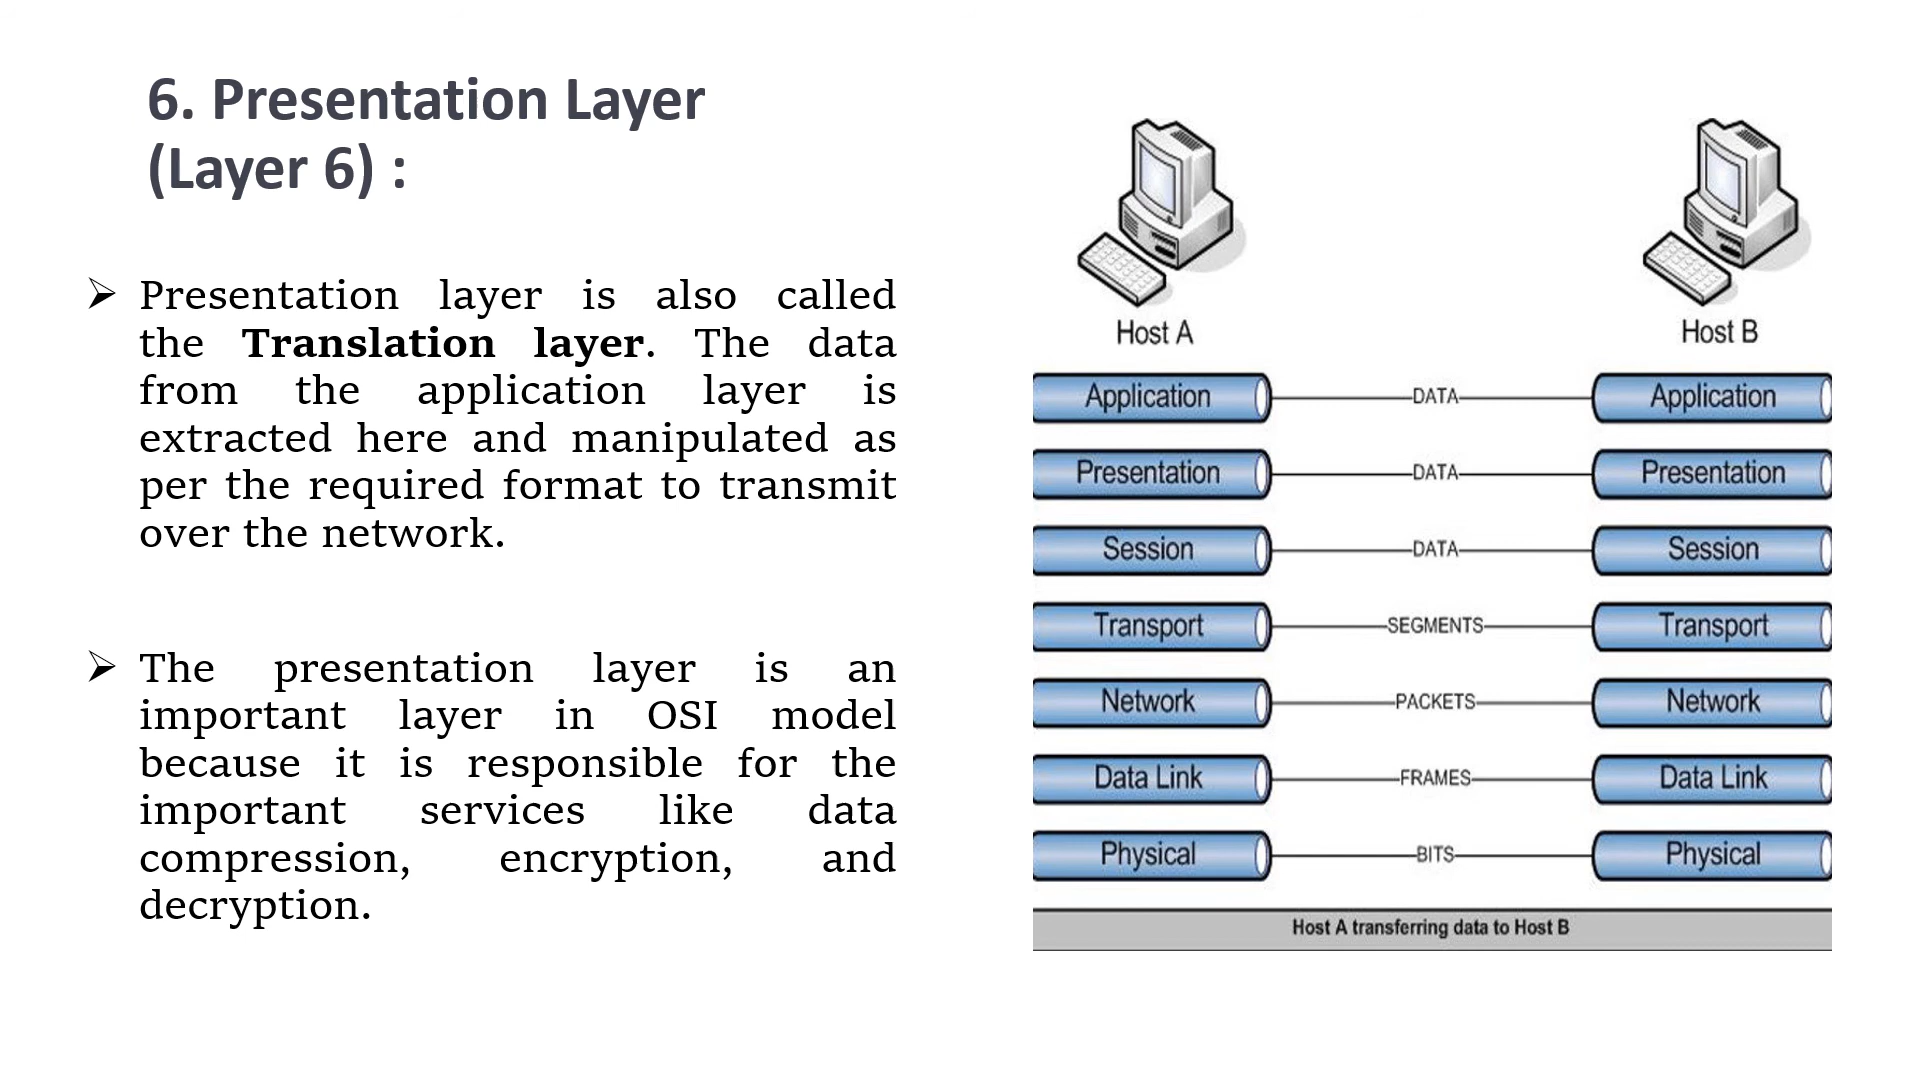 6. Presentation Layer
(Layer 6) :
➢ Presentation layer is also called
the Translation layer. The data
from the application layer is
extracted here and manipulated as
per the required format to transmit
over the network.
➢ The presentation layer is an
important layer in OSI model
because it is responsible for the
important services like data
compression, encryption, and
decryption.
Host A Host B
Application DATA Application
Presentation DATA Presentation
Session DATA Session
Transport SEGMENTS Transport
Network PACKETS Network
Data Link FRAMES Data Link
Physical BITS Physical
Host A transferring data to Host B